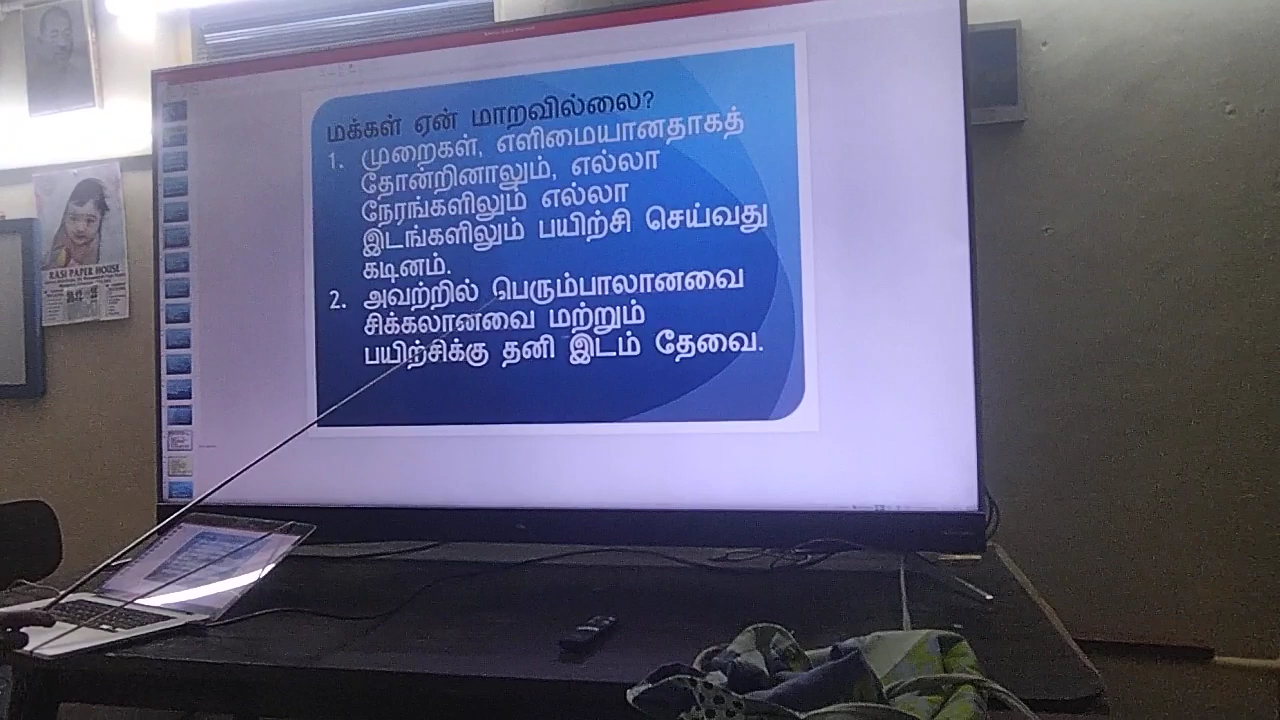 மக்கள் ஏன் மாறவில்லை?
1. முறைகள், எளிமையானதாகத்
தோன்றினாலும், எல்லா
நேரங்களிலும் எல்லா
இடங்களிலும் பயிற்சி செய்வது
கடினம்.
2. அவற்றில் பெரும்பாலானவை
சிக்கலானவை மற்றும்
பயிற்சிக்கு தனி இடம் தேவை.
RASI PAPER HOUSE